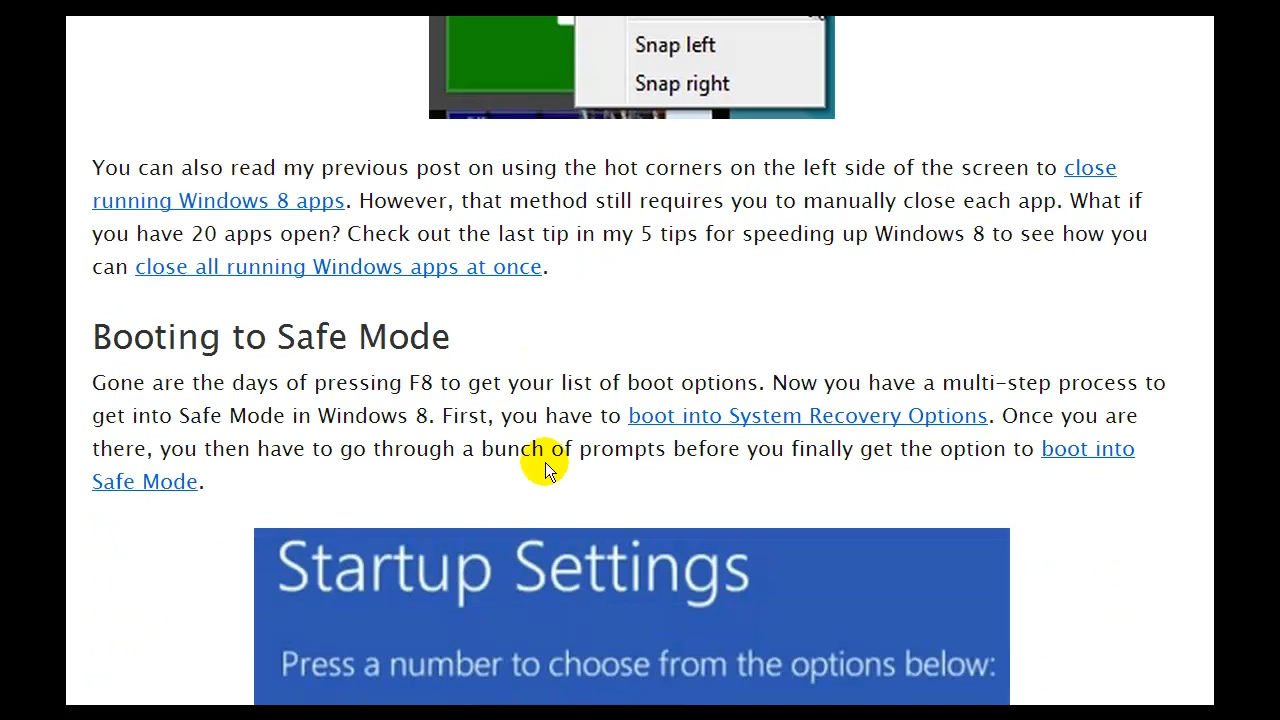 Snap left
Snap right
You can also read my previous post on using the hot corners on the left side of the screen to close
running Windows 8 apps. However, that method still requires you to manually close each app. What if
you have 20 apps open? Check out the last tip in my 5 tips for speeding up Windows 8 to see how you
can close all running Windows apps at once.
Booting to Safe Mode
Gone are the days of pressing F8 to get your list of boot options. Now you have a multi-step process to
get into Safe Mode in Windows 8. First, you have to boot into System Recovery Options. Once you are
there, you then have to go through a bunch of prompts before you finally get the option to boot into
Safe Mode.
Startup Settings
Press a number to choose from the options below: